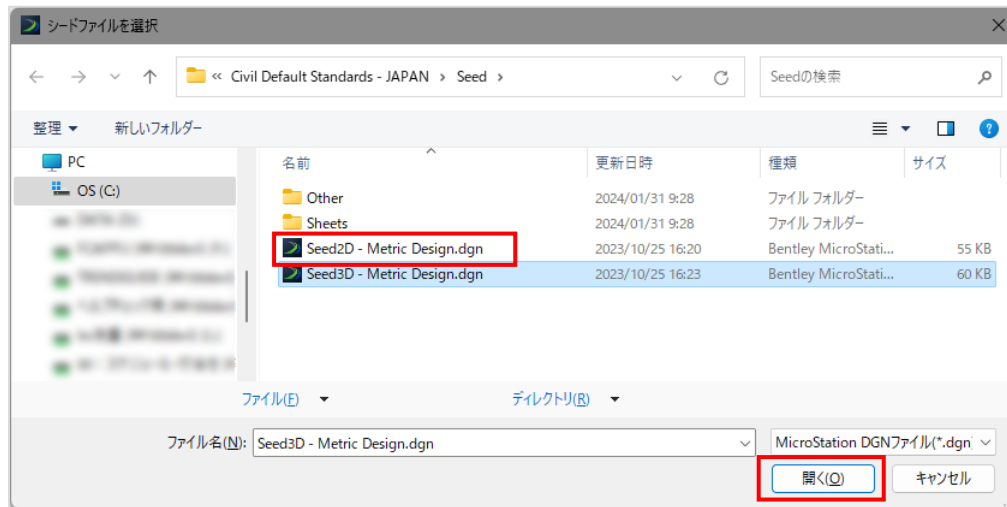 シードファイルを選択
« Civil Default Standards - JAPAN › Seed ›
Seedの検索
整理 新しいフォルダー
名前 更新日時 種類 サイズ
PC
OS (C:)
Other 2024/01/31 9:28 ファイル フォルダー
Sheets 2024/01/31 9:28 ファイル フォルダー
Seed2D - Metric Design.dgn 2023/10/25 16:20 Bentley MicroStati... 55 KB
Seed3D - Metric Design.dgn 2023/10/25 16:23 Bentley MicroStati... 60 KB
ファイル(F) ディレクトリ(R)
ファイル名(N): Seed3D - Metric Design.dgn MicroStation DGNファイル(*.dgn)
開く(O) キャンセル